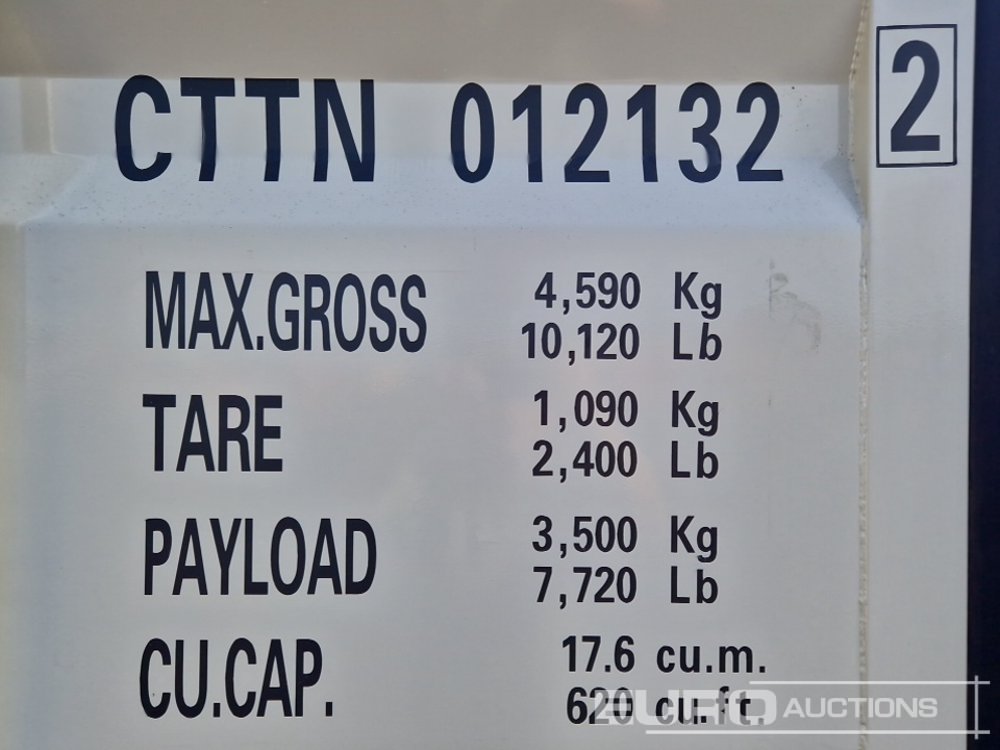 CTTN 012132 2
MAX.GROSS 4,590 Kg
10,120 Lb
TARE 1,090 Kg
2,400 Lb
PAYLOAD 3,500 Kg
7,720 Lb
CU.CAP. 17.6 cu.m.
620 cu.ft.
EURO AUCTIONS